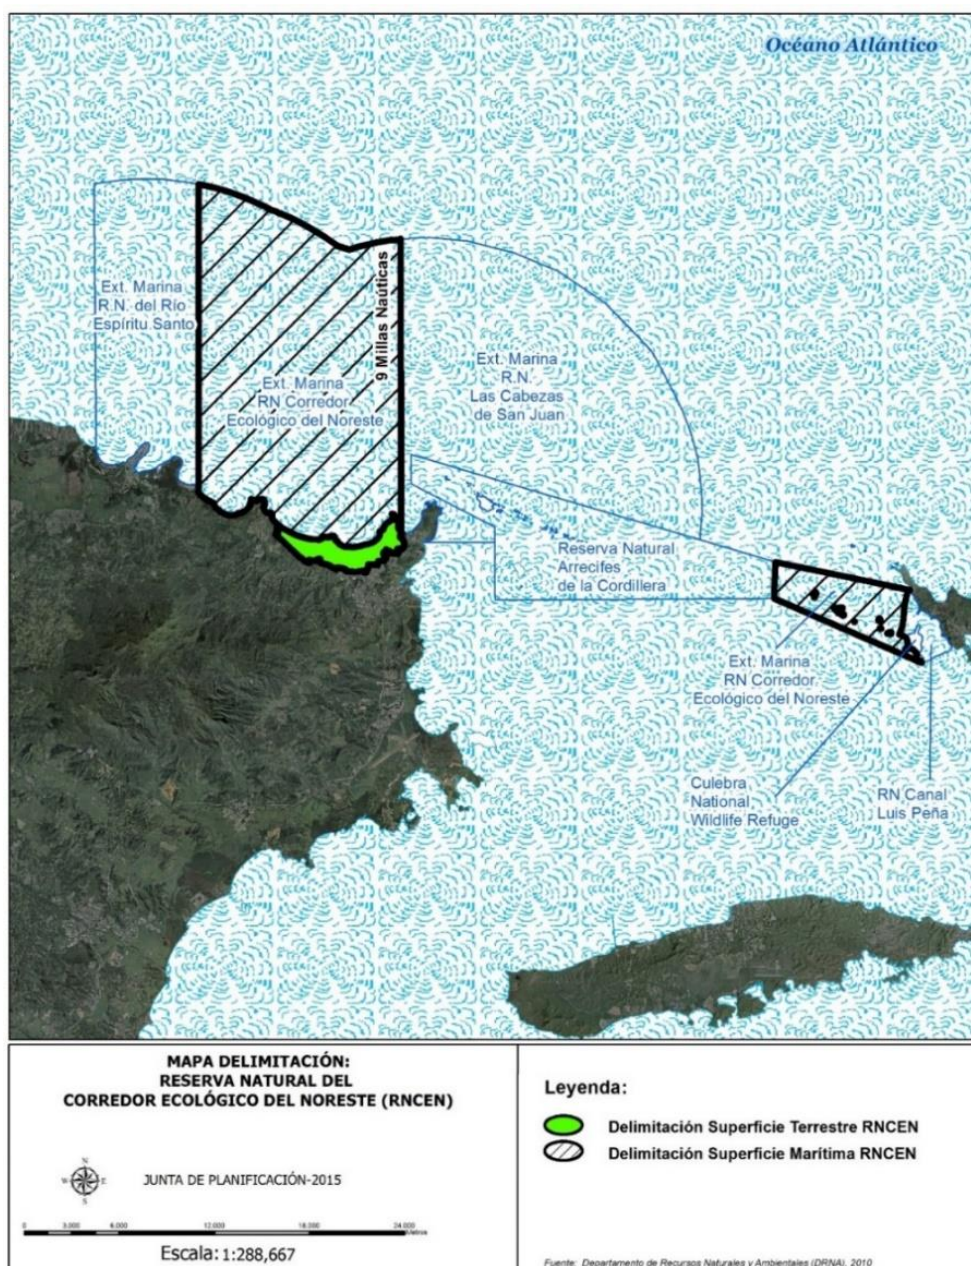 Océano Atlántico
Ext. Marina
R.N. del Río
Espíritu Santo
9 Millas Naúticas
Ext. Marina
RN Corredor
Ecológico del Noreste
Ext. Marina
R.N.
Las Cabezas
de San Juan
Reserva Natural
Arrecifes
de la Cordillera
Ext. Marina
RN Corredor
Ecológico del Noreste
Culebra
National
Wildlife Refuge
RN Canal
Luis Peña
MAPA DELIMITACIÓN:
RESERVA NATURAL DEL
CORREDOR ECOLÓGICO DEL NORESTE (RNCEN)
N
W E
S
JUNTA DE PLANIFICACIÓN-2015
0 3,000 6,000 12,000 18,000 24,000
Metros
Escala: 1:288,667
Leyenda:
Delimitación Superficie Terrestre RNCEN
Delimitación Superficie Marítima RNCEN
Fuente: Departamento de Recursos Naturales y Ambientales (DRNA), 2010